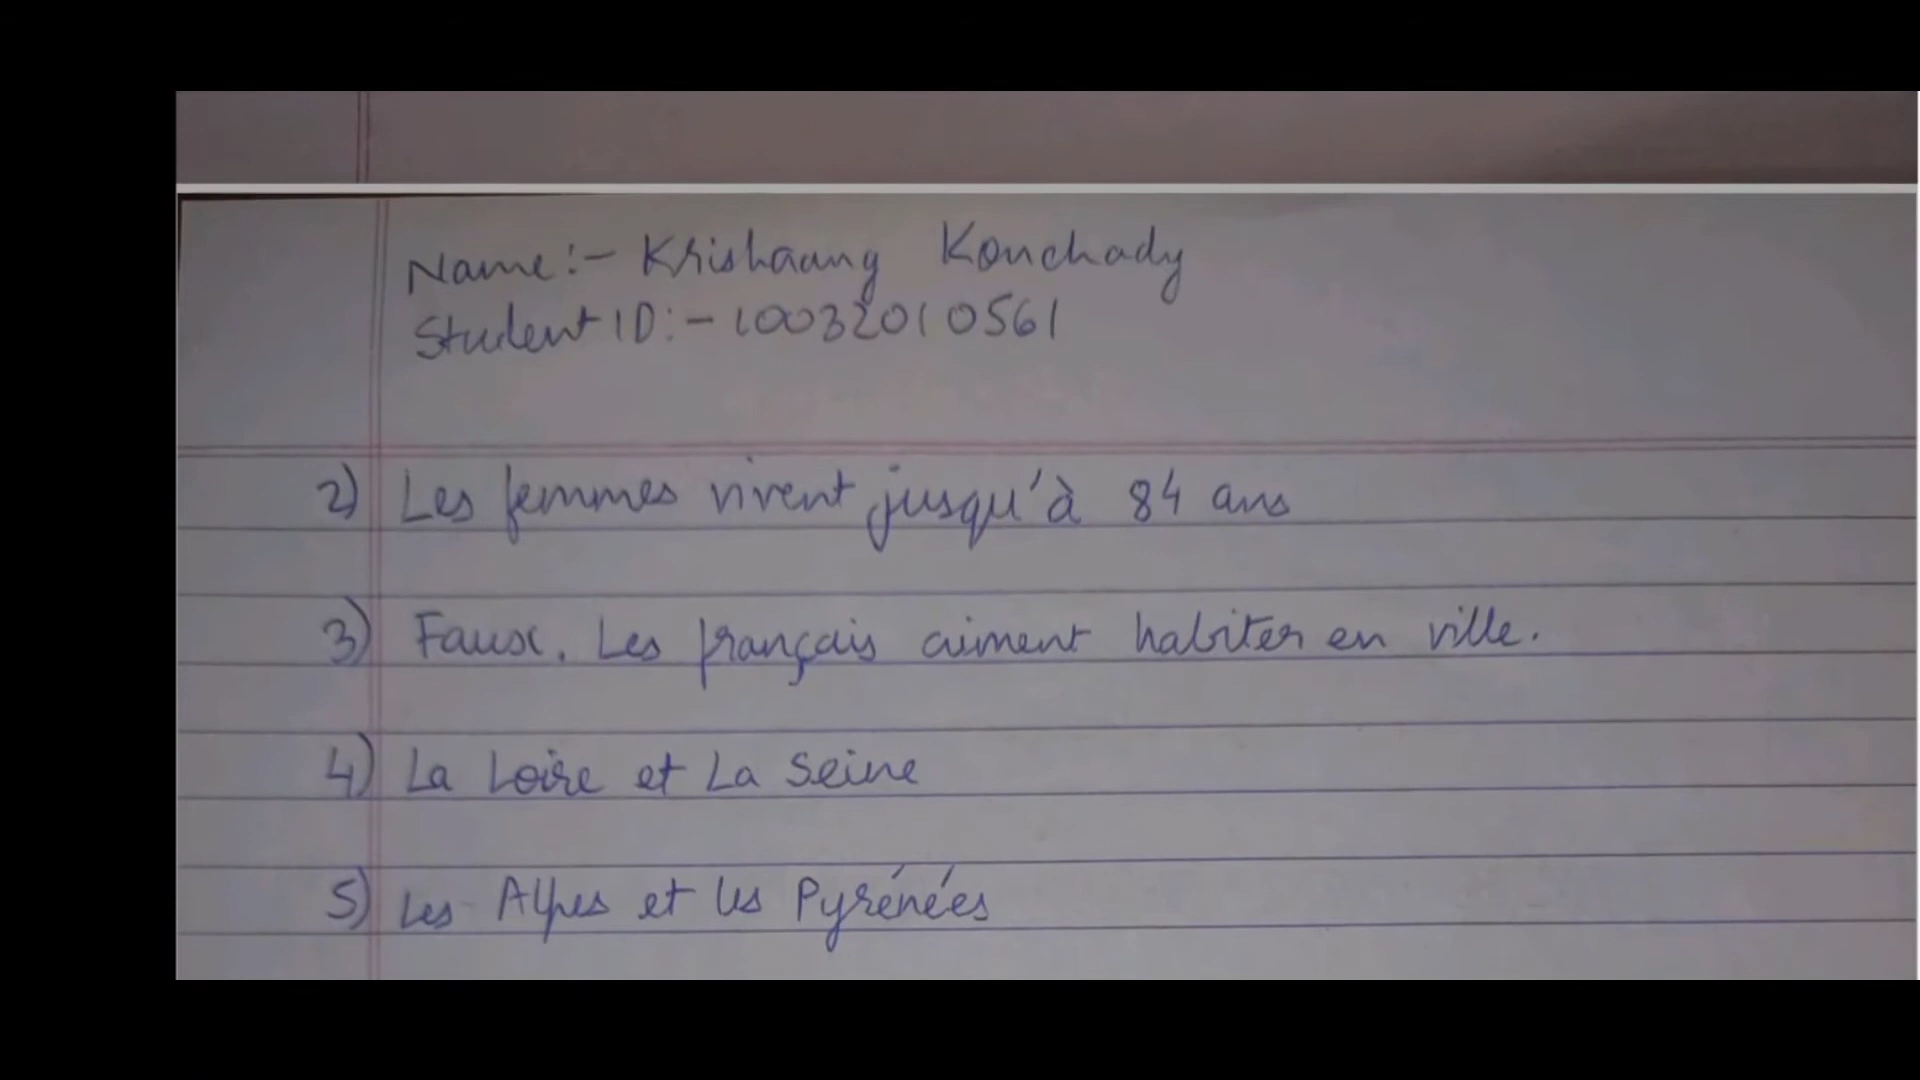 Name:- Krishaang Konchady
Student ID:- 10032010561
2) Les femmes vivent jusqu'à 84 ans
3) Faux. Les français aiment habiter en ville.
4) La Loire et La Seine
5) Les Alpes et les Pyrénées